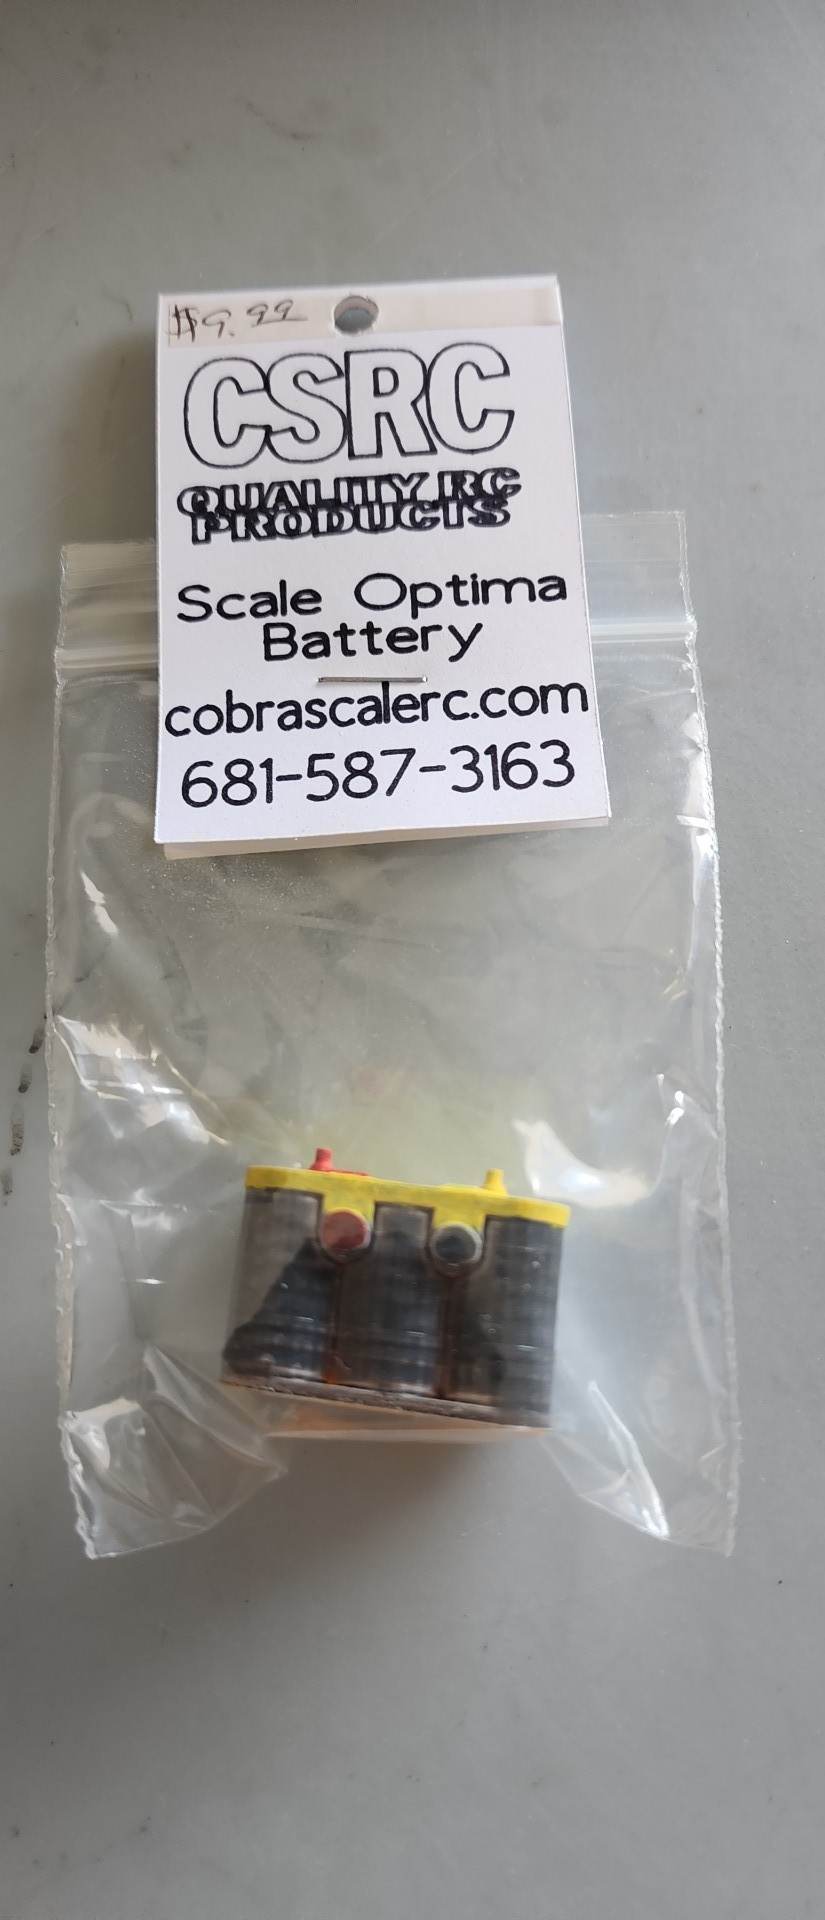 $9.99
CSRC
QUALITY RC
PRODUCTS
Scale Optima
Battery
cobrascalerc.com
681-587-3163